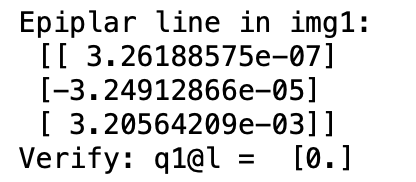 Epiplar line in img1:
[[ 3.26188575e-07]
[-3.24912866e-05]
[ 3.20564209e-03]]
Verify: q1@l =  [0.]